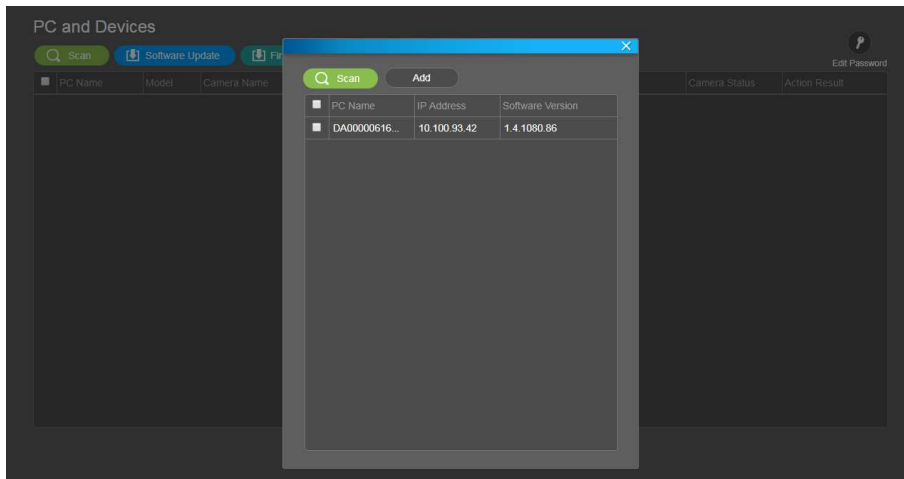 PC and Devices
Scan
Software Update
Fir
Edit Password
PC Name Model Camera Name Camera Status Action Result
Scan Add
PC Name IP Address Software Version
DA00000616... 10.100.93.42 1.4.1080.86